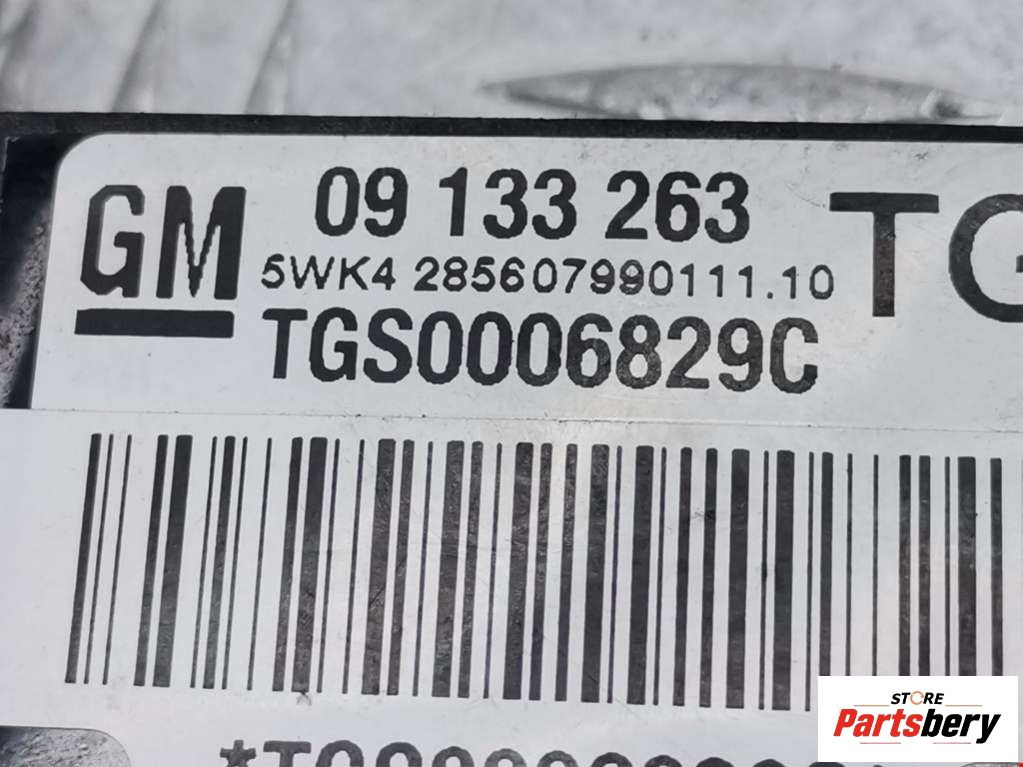 GM 09 133 263 TG
5WK4 285607990111.10
TGS0006829C
STORE
Partsbery